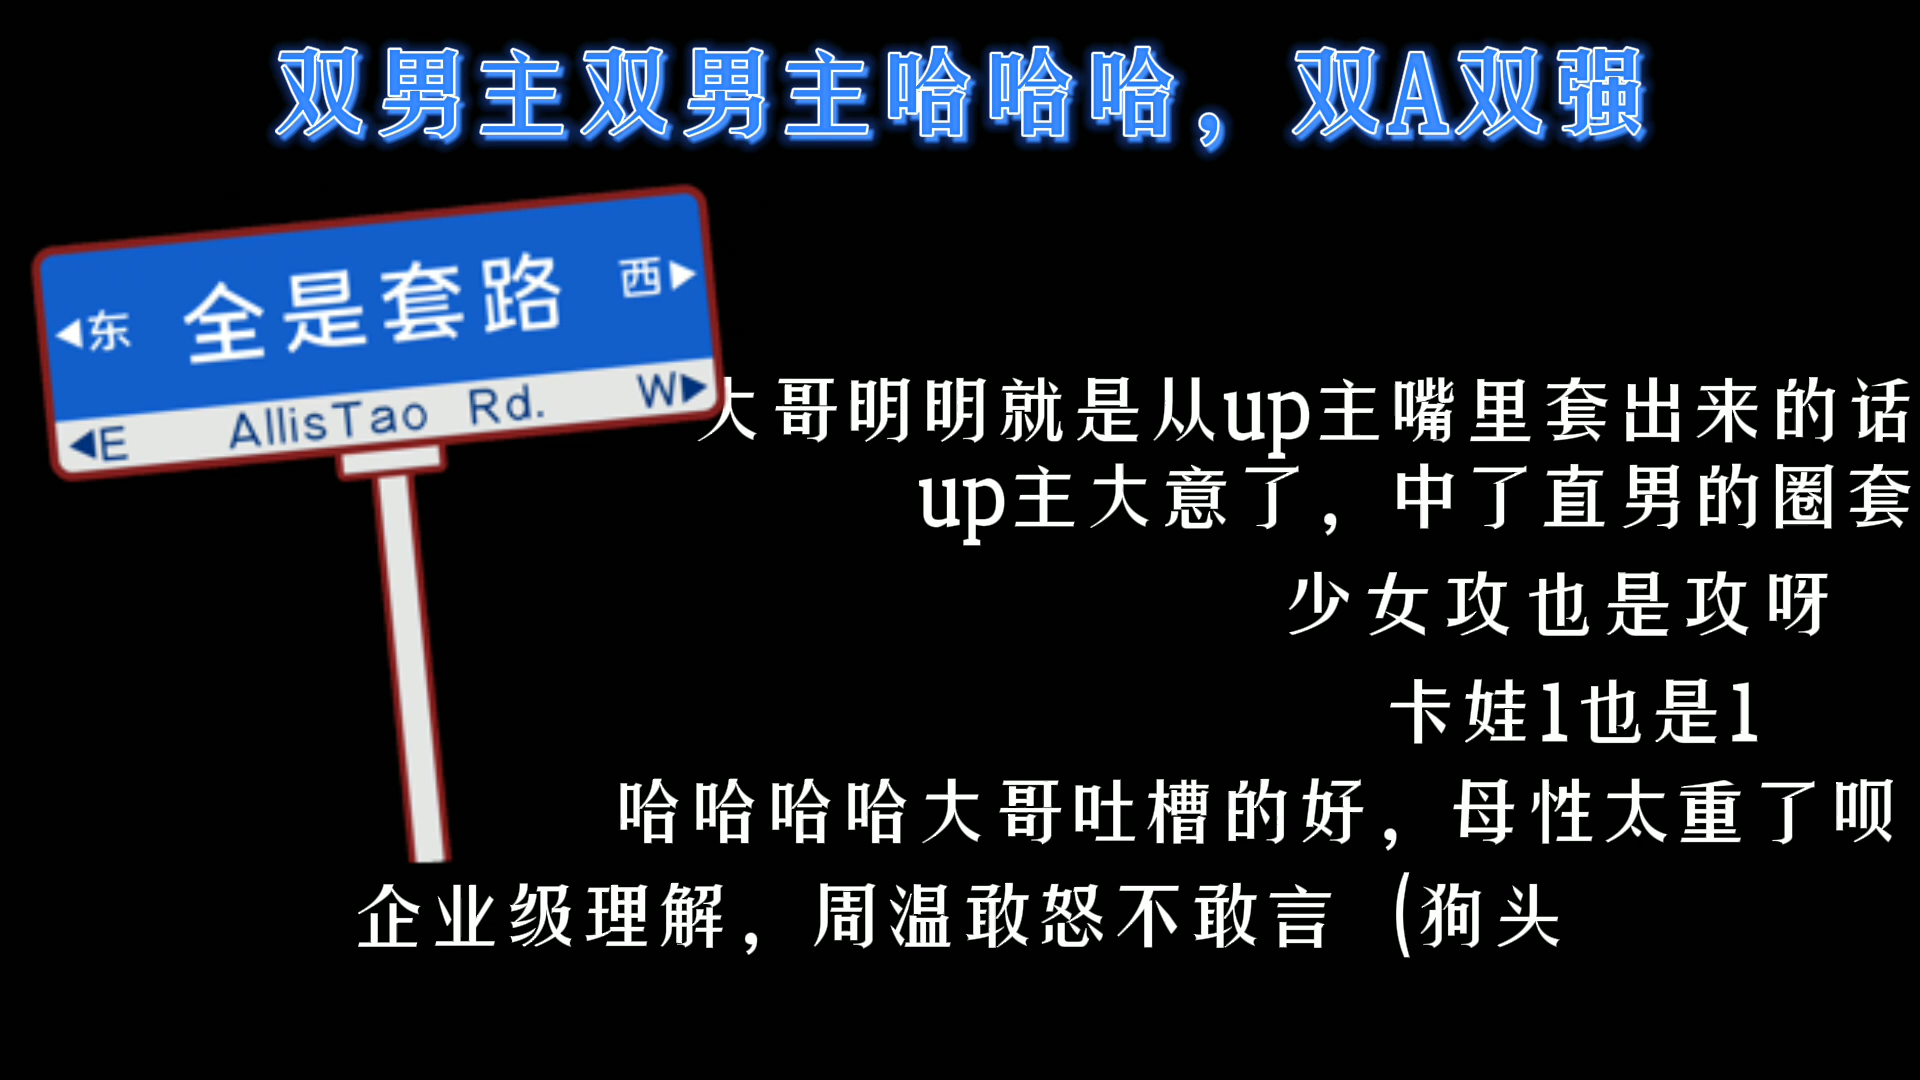 双男主双男主哈哈哈，双A双强
东 全是套路 西
E AllisTao Rd. W
大哥明明就是从up主嘴里套出来的话
up主大意了，中了直男的圈套
少女攻也是攻呀
卡娃1也是1
哈哈哈哈大哥吐槽的好，母性太重了呗
企业级理解，周温敢怒不敢言（狗头